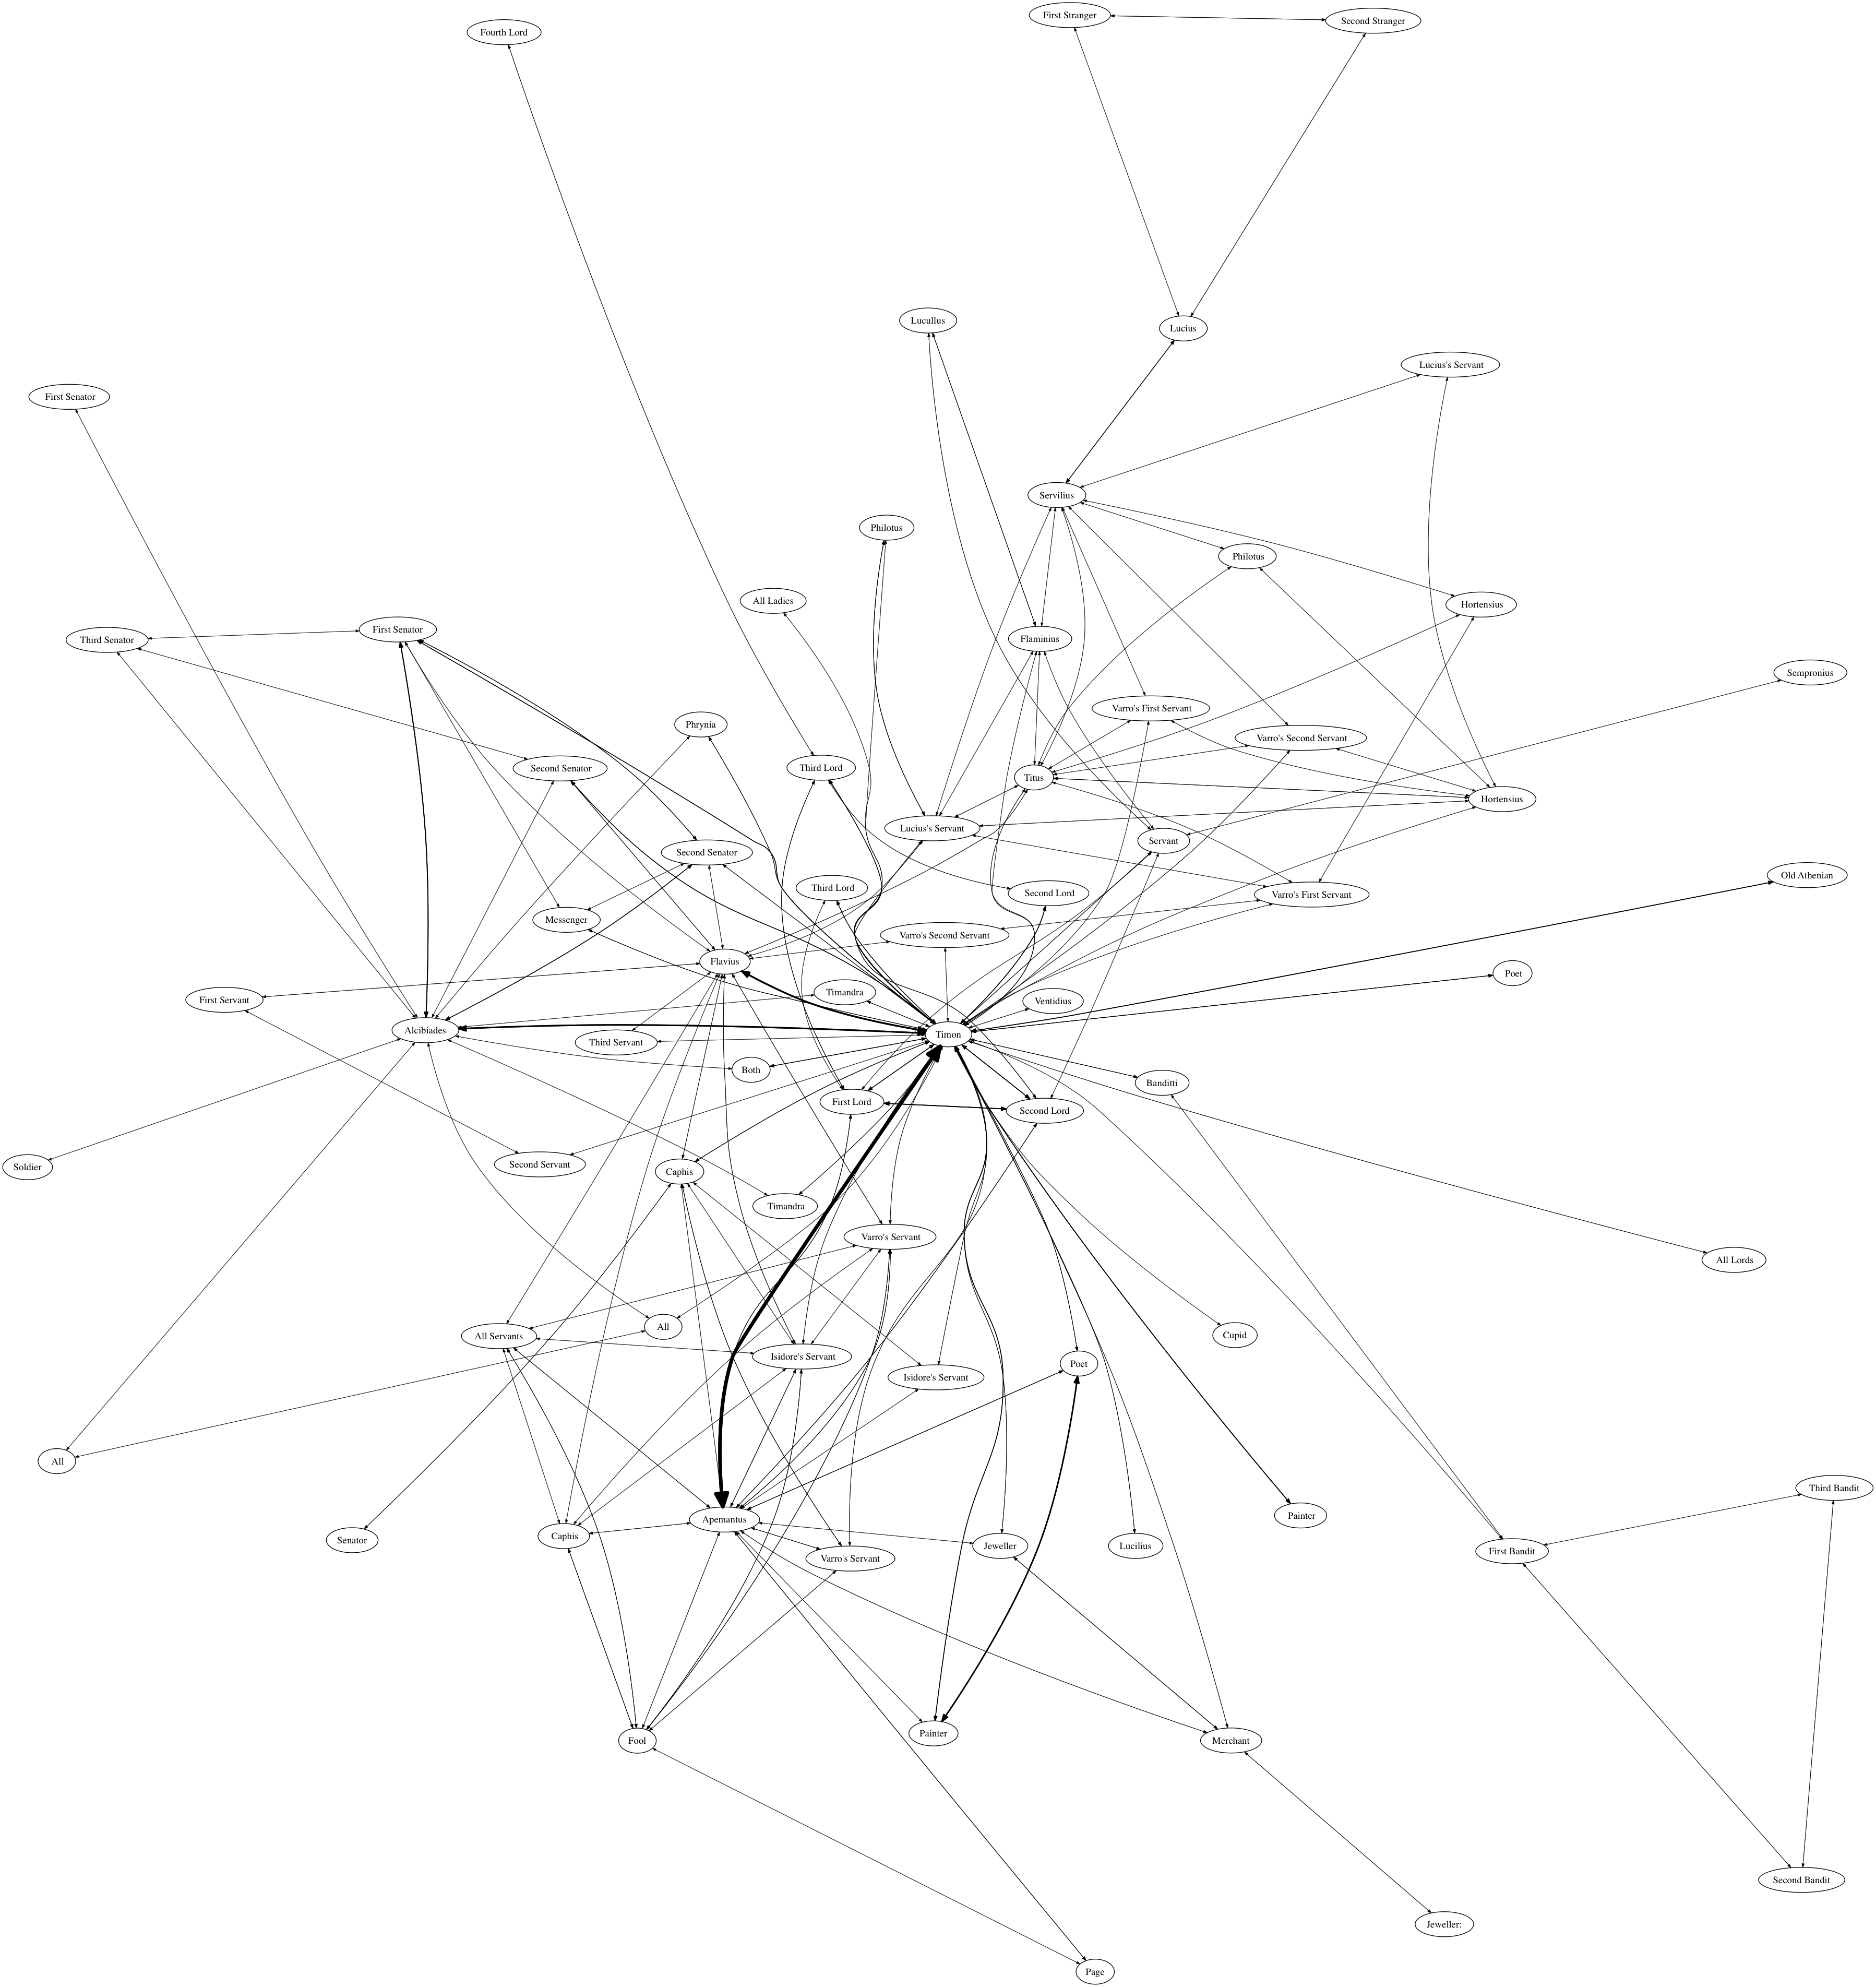 First Stranger
Second Stranger
Fourth Lord
Lucullus
Lucius
Lucius's Servant
First Senator
Servilius
Philotus
Philotus
All Ladies
Hortensius
First Senator
Third Senator
Flaminius
Sempronius
Varro's First Servant
Phrynia
Varro's Second Servant
Second Senator
Third Lord
Titus
Hortensius
Lucius's Servant
Servant
Second Senator
Old Athenian
Third Lord
Second Lord
Varro's First Servant
Messenger
Varro's Second Servant
Flavius
Poet
Timandra
First Servant
Ventidius
Alcibiades
Timon
Third Servant
Both
Banditti
First Lord
Second Lord
Soldier
Second Servant
Caphis
Timandra
Varro's Servant
All Lords
All
Cupid
All Servants
Isidore's Servant
Poet
Isidore's Servant
All
Third Bandit
Painter
Apemantus
Caphis
Senator
Jeweller
Lucilius
First Bandit
Varro's Servant
Painter
Fool
Merchant
Second Bandit
Jeweller:
Page